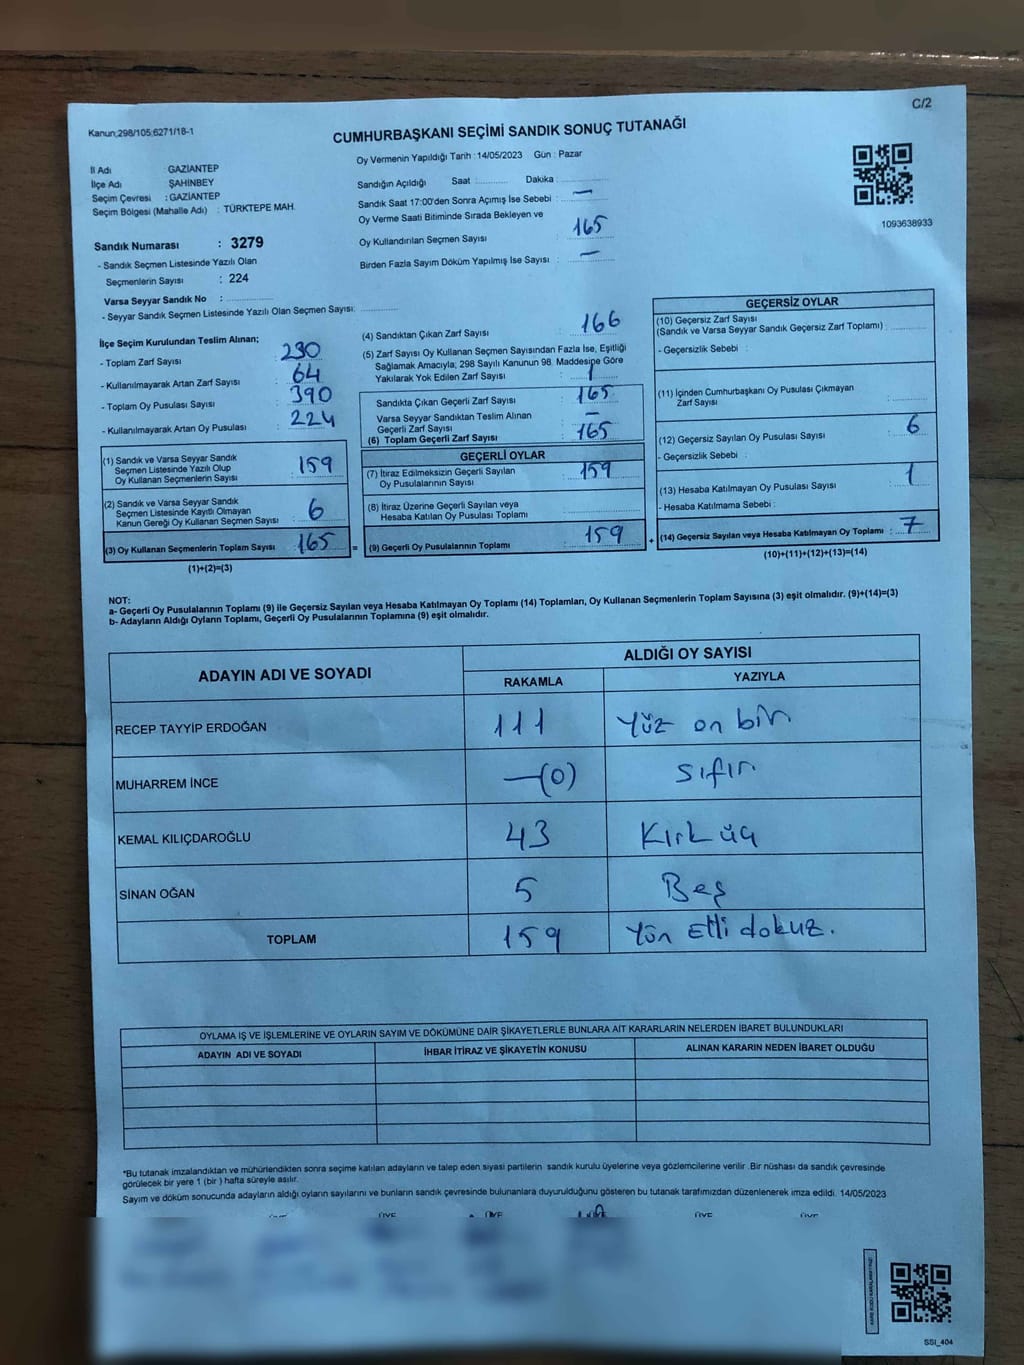 C/2
Kanun:298/105;6271/18-1
CUMHURBAŞKANI SEÇİMİ SANDIK SONUÇ TUTANAĞI
İl Adı GAZİANTEP
İlçe Adı ŞAHİNBEY
Seçim Çevresi : GAZİANTEP
Seçim Bölgesi (Mahalle Adı) : TÜRKTEPE MAH.
Sandık Numarası : 3279
- Sandık Seçmen Listesinde Yazılı Olan
Seçmenlerin Sayısı : 224
Varsa Seyyar Sandık No :
- Seyyar Sandık Seçmen Listesinde Yazılı Olan Seçmen Sayısı:
Oy Vermenin Yapıldığı Tarih : 14/05/2023 Gün : Pazar
Sandığın Açıldığı Saat : Dakika :
Sandık Saat 17:00'den Sonra Açımış İse Sebebi : —
Oy Verme Saati Bitiminde Sırada Bekleyen ve
Oy Kullandırılan Seçmen Sayısı : 165
Birden Fazla Sayım Döküm Yapılmış İse Sayısı : —
1093638933
İlçe Seçim Kurulundan Teslim Alınan;
- Toplam Zarf Sayısı : 230
- Kullanılmayarak Artan Zarf Sayısı : 64
- Toplam Oy Pusulası Sayısı : 390
- Kullanılmayarak Artan Oy Pusulası : 224
(1) Sandık ve Varsa Seyyar Sandık
Seçmen Listesinde Yazılı Olup
Oy Kullanan Seçmenlerin Sayısı : 159
(2) Sandık ve Varsa Seyyar Sandık
Seçmen Listesinde Kayıtlı Olmayan
Kanun Gereği Oy Kullanan Seçmen Sayısı : 6
(3) Oy Kullanan Seçmenlerin Toplam Sayısı : 165
(1)+(2)=(3)
(4) Sandıktan Çıkan Zarf Sayısı : 166
(5) Zarf Sayısı Oy Kullanan Seçmen Sayısından Fazla İse, Eşitliği
Sağlamak Amacıyla; 298 Sayılı Kanunun 98. Maddesine Göre
Yakılarak Yok Edilen Zarf Sayısı : 1
Sandıkta Çıkan Geçerli Zarf Sayısı : 165
Varsa Seyyar Sandıktan Teslim Alınan
Geçerli Zarf Sayısı : —
(6) Toplam Geçerli Zarf Sayısı : 165
GEÇERLİ OYLAR
(7) İtiraz Edilmeksizin Geçerli Sayılan
Oy Pusulalarının Sayısı : 159
(8) İtiraz Üzerine Geçerli Sayılan veya
Hesaba Katılan Oy Pusulası Toplamı :
= (9) Geçerli Oy Pusulalarının Toplamı : 159
GEÇERSİZ OYLAR
(10) Geçersiz Zarf Sayısı
(Sandık ve Varsa Seyyar Sandık Geçersiz Zarf Toplamı) :
- Geçersizlik Sebebi :
(11) İçinden Cumhurbaşkanı Oy Pusulası Çıkmayan
Zarf Sayısı :
(12) Geçersiz Sayılan Oy Pusulası Sayısı : 6
- Geçersizlik Sebebi :
(13) Hesaba Katılmayan Oy Pusulası Sayısı : 1
- Hesaba Katılmama Sebebi :
+ (14) Geçersiz Sayılan veya Hesaba Katılmayan Oy Toplamı : 7
(10)+(11)+(12)+(13)=(14)
NOT:
a- Geçerli Oy Pusulalarının Toplamı (9) ile Geçersiz Sayılan veya Hesaba Katılmayan Oy Toplamı (14) Toplamları, Oy Kullanan Seçmenlerin Toplam Sayısına (3) eşit olmalıdır. (9)+(14)=(3)
b- Adayların Aldığı Oyların Toplamı, Geçerli Oy Pusulalarının Toplamına (9) eşit olmalıdır.
ADAYIN ADI VE SOYADI ALDIĞI OY SAYISI
RAKAMLA YAZIYLA
RECEP TAYYİP ERDOĞAN 111 Yüz on bir
MUHARREM İNCE —(0) sıfır
KEMAL KILIÇDAROĞLU 43 Kırk üç
SİNAN OĞAN 5 Beş
TOPLAM 159 Yüz Elli dokuz.
OYLAMA İŞ VE İŞLEMLERİNE VE OYLARIN SAYIM VE DÖKÜMÜNE DAİR ŞİKAYETLERLE BUNLARA AİT KARARLARIN NELERDEN İBARET BULUNDUKLARI
ADAYIN ADI VE SOYADI İHBAR İTİRAZ VE ŞİKAYETİN KONUSU ALINAN KARARIN NEDEN İBARET OLDUĞU
*Bu tutanak imzalandıktan ve mühürlendikten sonra seçime katılan adayların ve talep eden siyasi partilerin sandık kurulu üyelerine veya gözlemcilerine verilir .Bir nüshası da sandık çevresinde
görülecek bir yere 1 (bir ) hafta süreyle asılır.
Sayım ve döküm sonucunda adayların aldığı oyların sayılarını ve bunların sandık çevresinde bulunanlara duyurulduğunu gösteren bu tutanak tarafımızdan düzenlenerek imza edildi. 14/05/2023
ÜYE ÜYE ÜYE ÜYE ÜYE ÜYE
SSI_404